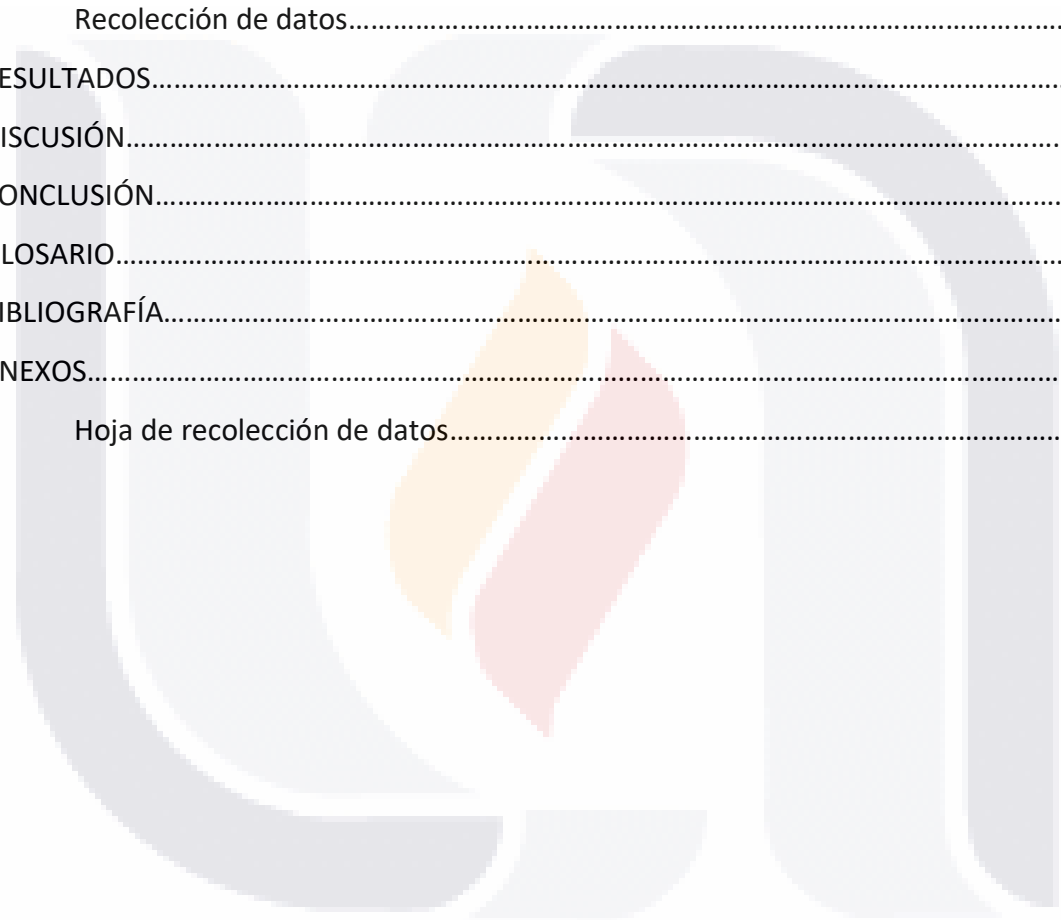 Recolección de datos……………………………………………………………………………
ESULTADOS……………………………………………………………………………………………
ISCUSIÓN………………………………………………………………………………………………
ONCLUSIÓN……………………………………………………………………………………………
LOSARIO………………………………………………………………………………………………
IBLIOGRAFÍA…………………………………………………………………………………………
NEXOS…………………………………………………………………………………………………
Hoja de recolección de datos…………………………………………………………………